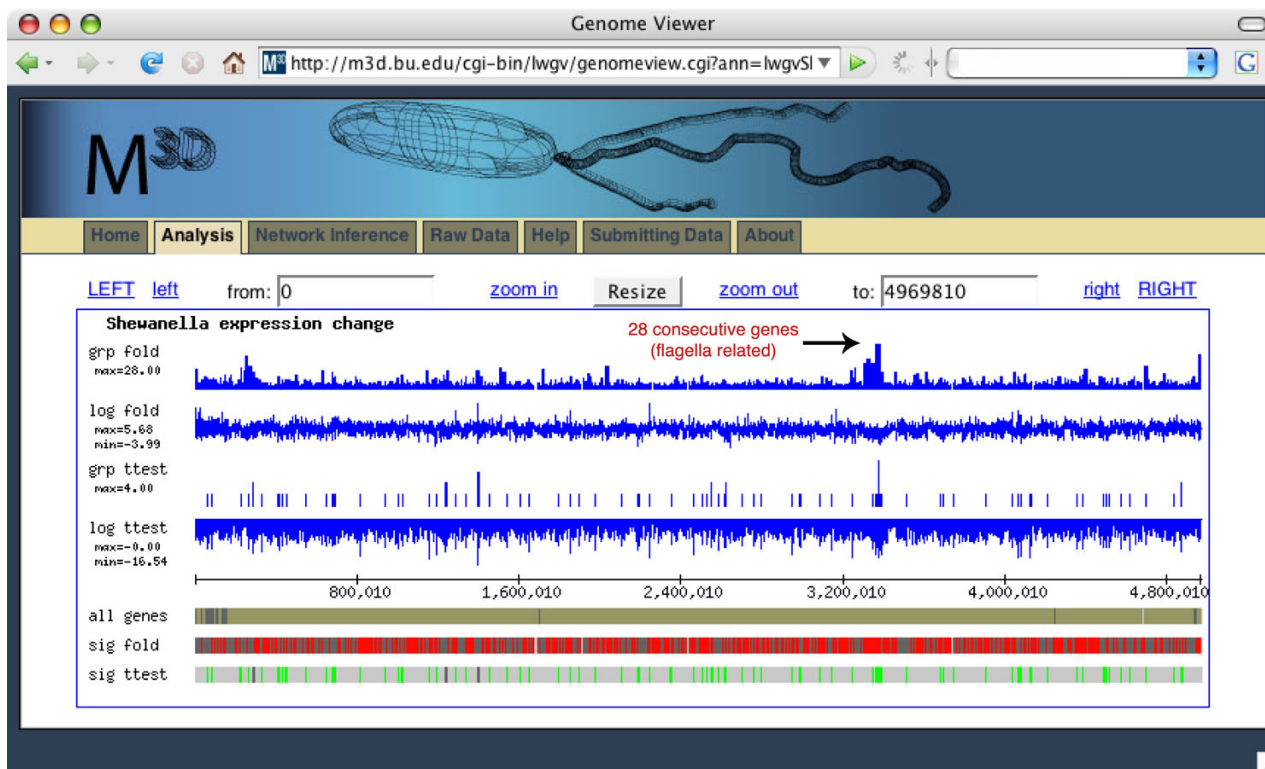 Genome Viewer
M3D http://m3d.bu.edu/cgi-bin/lwgv/genomeview.cgi?ann=lwgvSl G
M3D
Home Analysis Network Inference Raw Data Help Submitting Data About
LEFT left from: 0 zoom in Resize zoom out to: 4969810 right RIGHT
Shewanella expression change
28 consecutive genes
(flagella related)
grp fold
max=28.00
log fold
max=5.68
min=-3.99
grp ttest
max=4.00
log ttest
max=-0.00
min=-16.54
800,010 1,600,010 2,400,010 3,200,010 4,000,010 4,800,010
all genes
sig fold
sig ttest